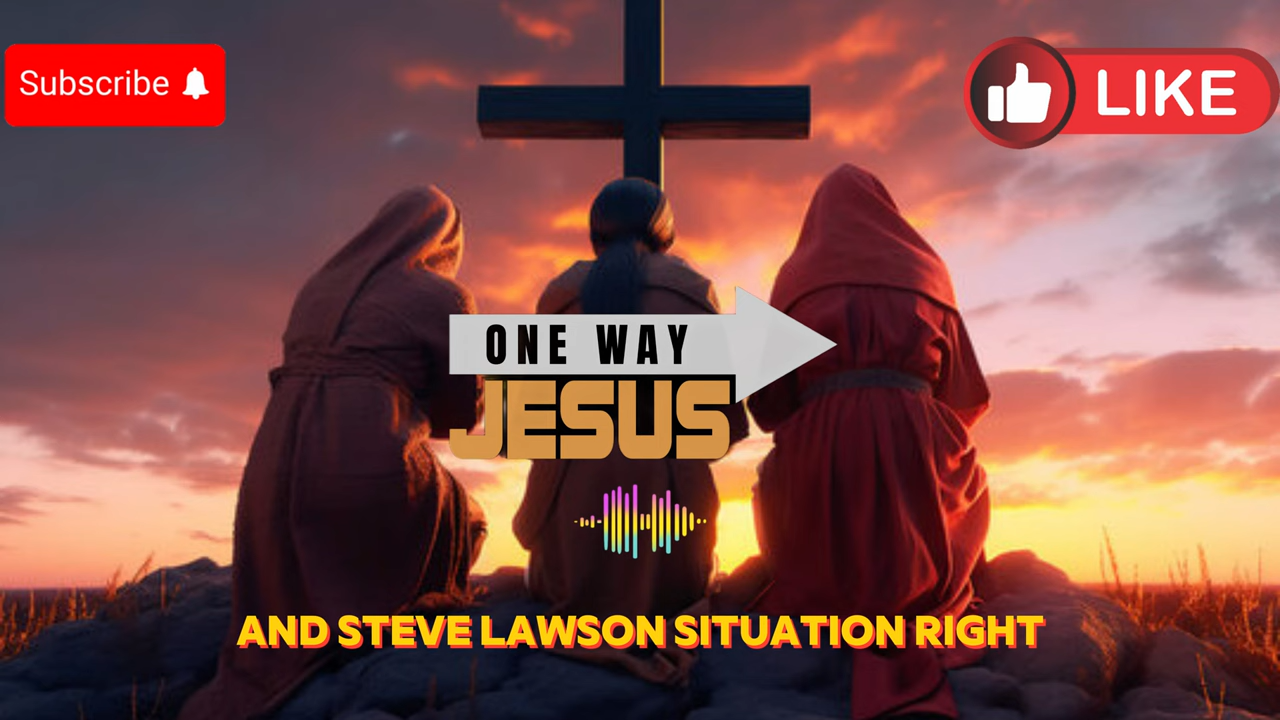 Subscribe
LIKE
ONE WAY
JESUS
AND STEVE LAWSON SITUATION RIGHT